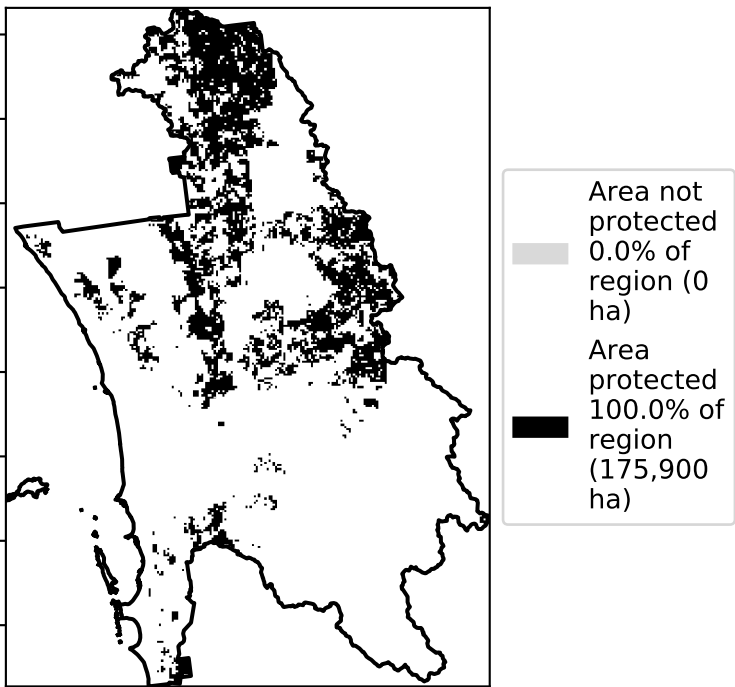 Area not
protected
0.0% of
region (0
ha)
Area
protected
100.0% of
region
(175,900
ha)